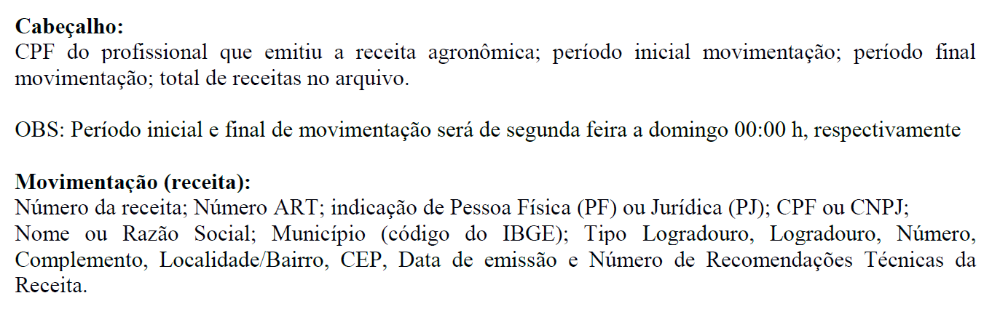 Cabeçalho:
CPF do profissional que emitiu a receita agronômica; período inicial movimentação; período final
movimentação; total de receitas no arquivo.
OBS: Período inicial e final de movimentação será de segunda feira a domingo 00:00 h, respectivamente
Movimentação (receita):
Número da receita; Número ART; indicação de Pessoa Física (PF) ou Jurídica (PJ); CPF ou CNPJ;
Nome ou Razão Social; Município (código do IBGE); Tipo Logradouro, Logradouro, Número,
Complemento, Localidade/Bairro, CEP, Data de emissão e Número de Recomendações Técnicas da
Receita.